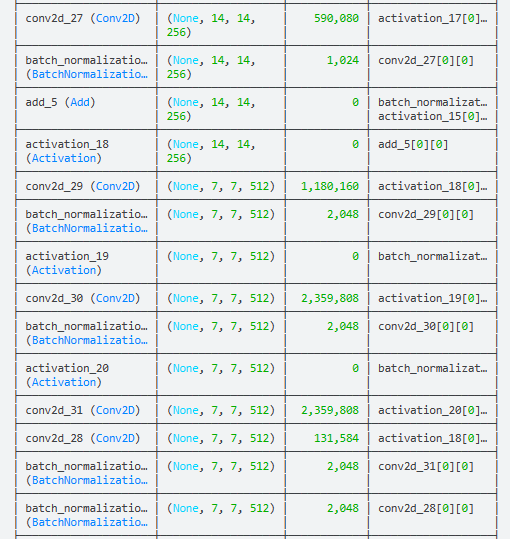 conv2d_27 (Conv2D) (None, 14, 14, 590,080 activation_17[0]…
256)
batch_normalizatio… (None, 14, 14, 1,024 conv2d_27[0][0]
(BatchNormalizatio… 256)
add_5 (Add) (None, 14, 14, 0 batch_normalizat…
256) activation_15[0]…
activation_18 (None, 14, 14, 0 add_5[0][0]
(Activation) 256)
conv2d_29 (Conv2D) (None, 7, 7, 512) 1,180,160 activation_18[0]…
batch_normalizatio… (None, 7, 7, 512) 2,048 conv2d_29[0][0]
(BatchNormalizatio…
activation_19 (None, 7, 7, 512) 0 batch_normalizat…
(Activation)
conv2d_30 (Conv2D) (None, 7, 7, 512) 2,359,808 activation_19[0]…
batch_normalizatio… (None, 7, 7, 512) 2,048 conv2d_30[0][0]
(BatchNormalizatio…
activation_20 (None, 7, 7, 512) 0 batch_normalizat…
(Activation)
conv2d_31 (Conv2D) (None, 7, 7, 512) 2,359,808 activation_20[0]…
conv2d_28 (Conv2D) (None, 7, 7, 512) 131,584 activation_18[0]…
batch_normalizatio… (None, 7, 7, 512) 2,048 conv2d_31[0][0]
(BatchNormalizatio…
batch_normalizatio… (None, 7, 7, 512) 2,048 conv2d_28[0][0]
(BatchNormalizatio…